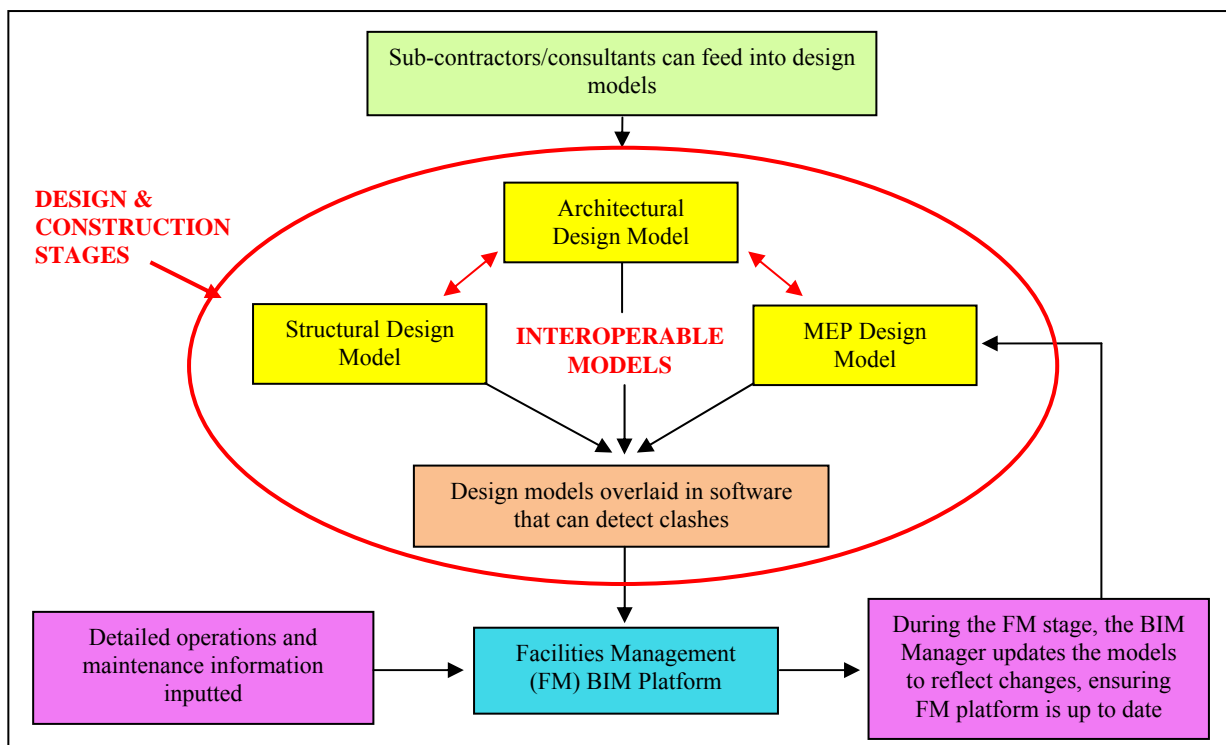 Sub-contractors/consultants can feed into design
models
DESIGN &
CONSTRUCTION
STAGES
Architectural
Design Model
Structural Design
Model
INTEROPERABLE
MODELS
MEP Design
Model
Design models overlaid in software
that can detect clashes
Detailed operations and
maintenance information
inputted
Facilities Management
(FM) BIM Platform
During the FM stage, the BIM
Manager updates the models
to reflect changes, ensuring
FM platform is up to date